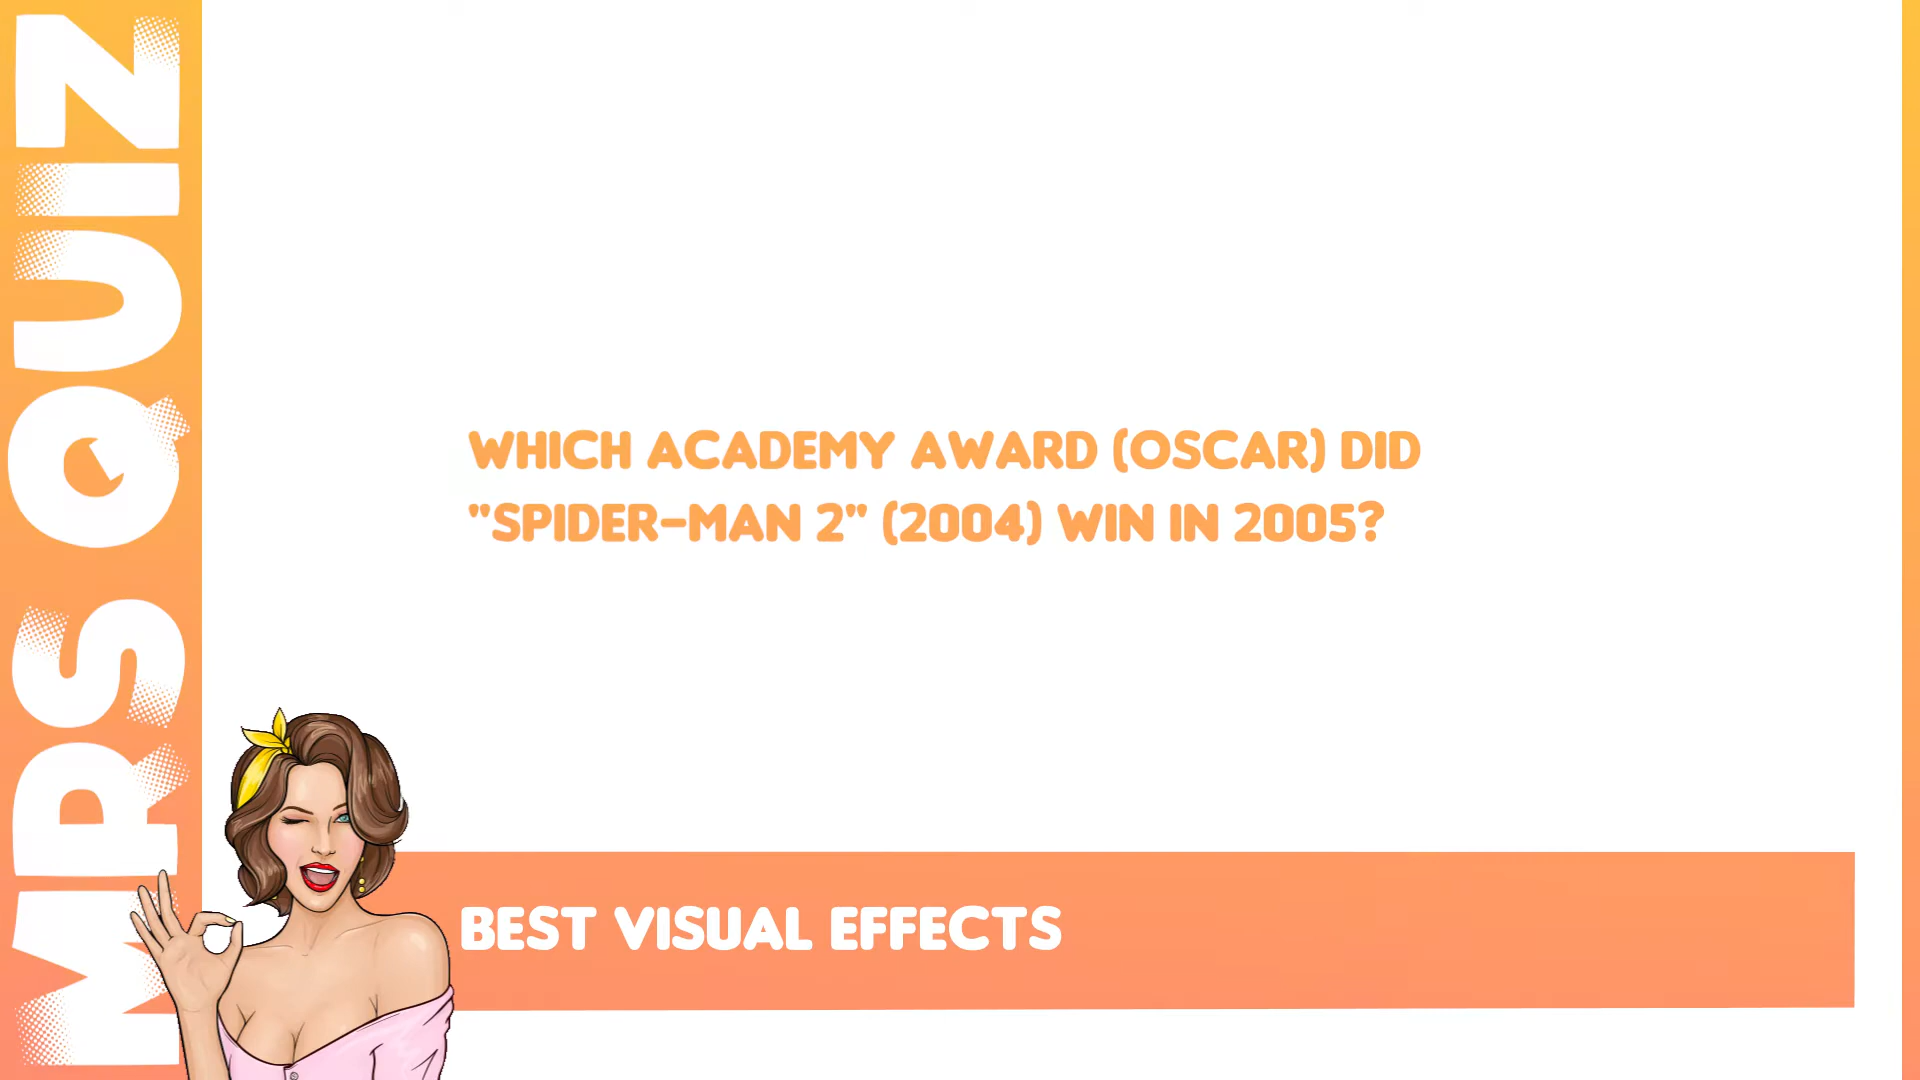 MRS QUIZ
WHICH ACADEMY AWARD (OSCAR) DID
"SPIDER-MAN 2" (2004) WIN IN 2005?
BEST VISUAL EFFECTS